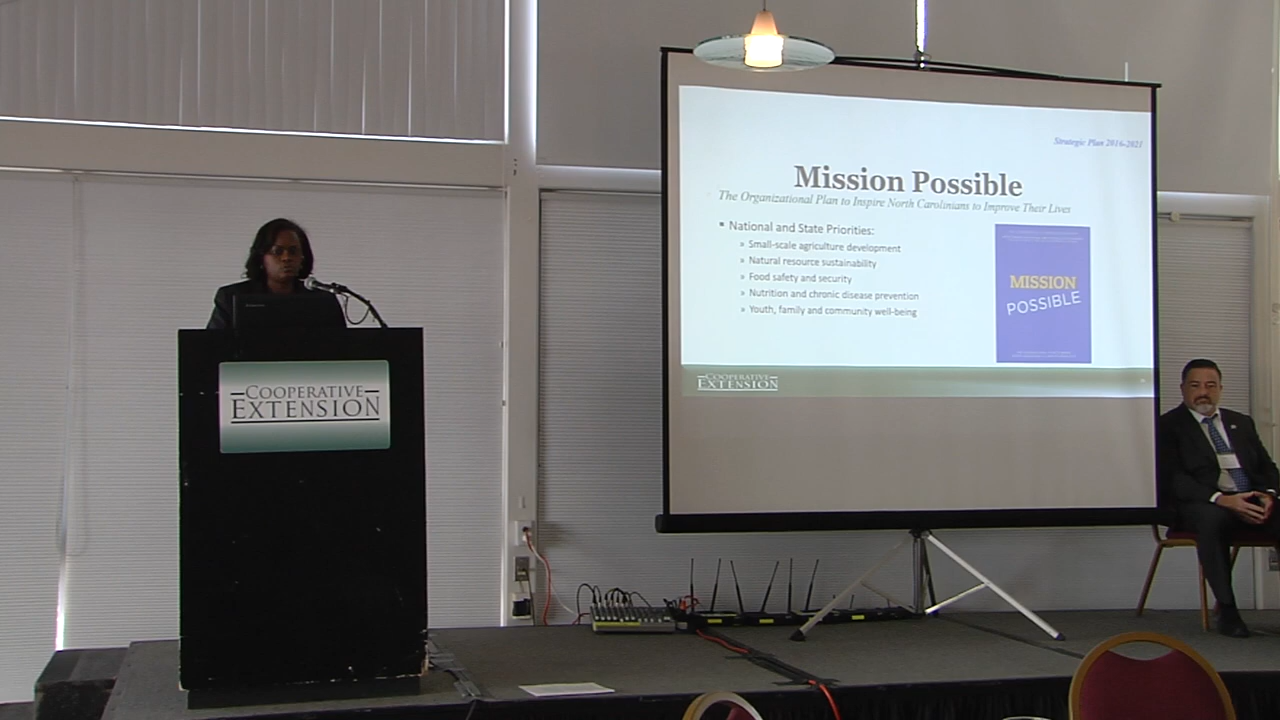 Strategic Plan 2016-2021
Mission Possible
The Organizational Plan to Inspire North Carolinians to Improve Their Lives
▪ National and State Priorities:
» Small-scale agriculture development
» Natural resource sustainability
» Food safety and security
» Nutrition and chronic disease prevention
» Youth, family and community well-being
MISSION
POSSIBLE
COOPERATIVE
EXTENSION
COOPERATIVE
EXTENSION